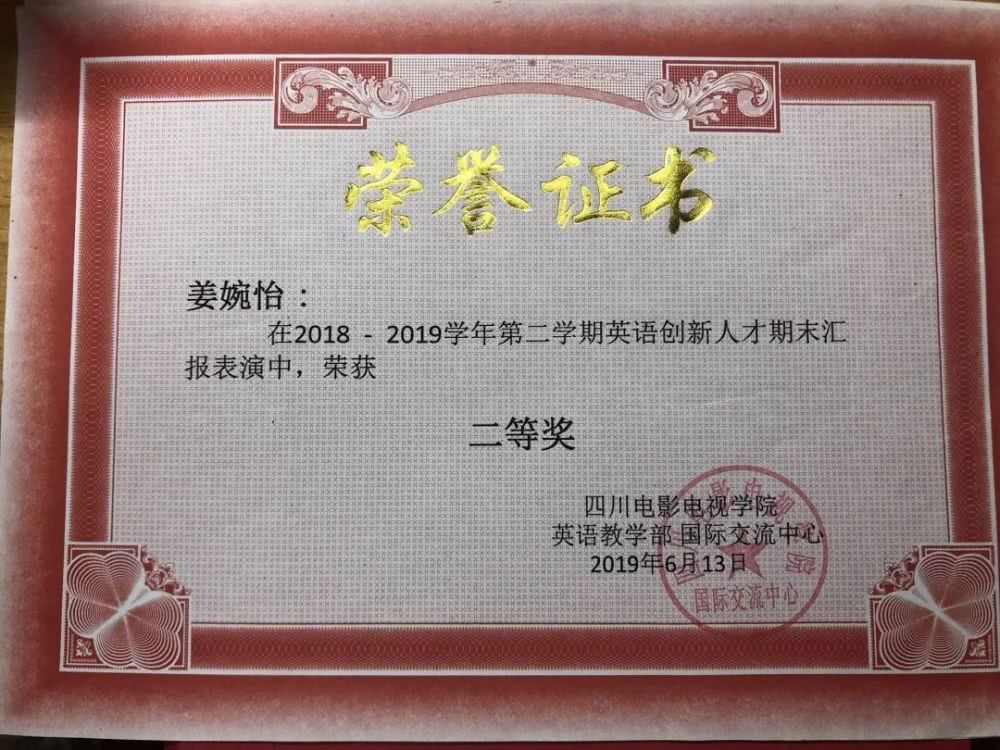 荣誉证书
姜婉怡：
在2018 - 2019学年第二学期英语创新人才期末汇
报表演中，荣获
二等奖
四川电影电视学院
英语教学部 国际交流中心
2019年6月13日
国际交流中心